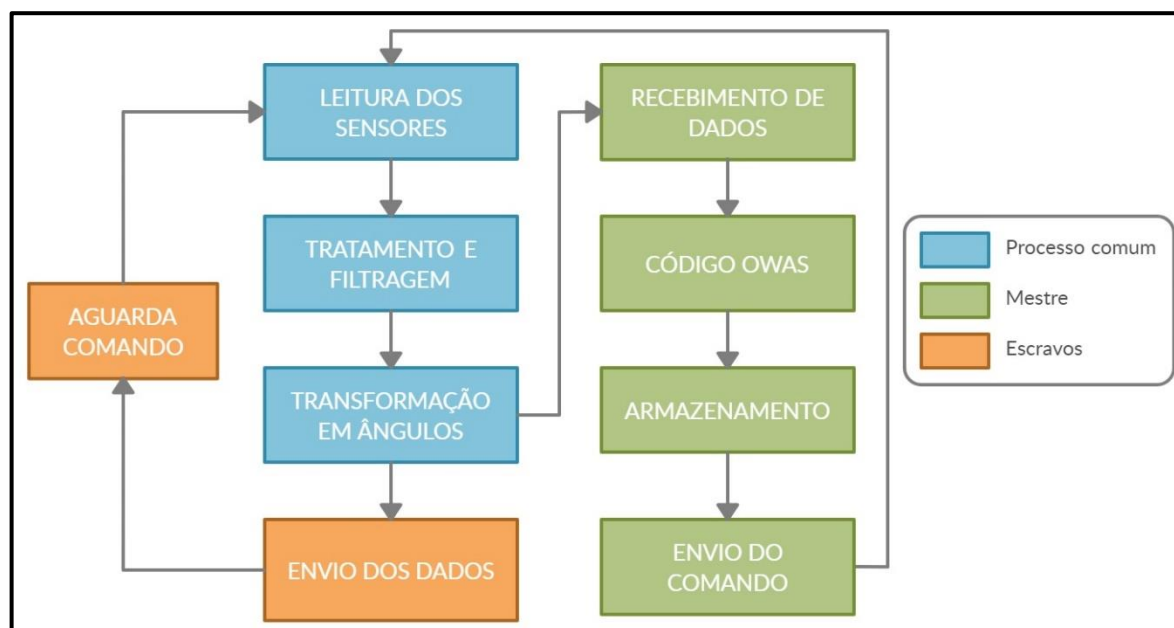 LEITURA DOS
SENSORES
TRATAMENTO E
FILTRAGEM
TRANSFORMAÇÃO
EM ÂNGULOS
ENVIO DOS DADOS
AGUARDA
COMANDO
RECEBIMENTO DE
DADOS
CÓDIGO OWAS
ARMAZENAMENTO
ENVIO DO
COMANDO
Processo comum
Mestre
Escravos